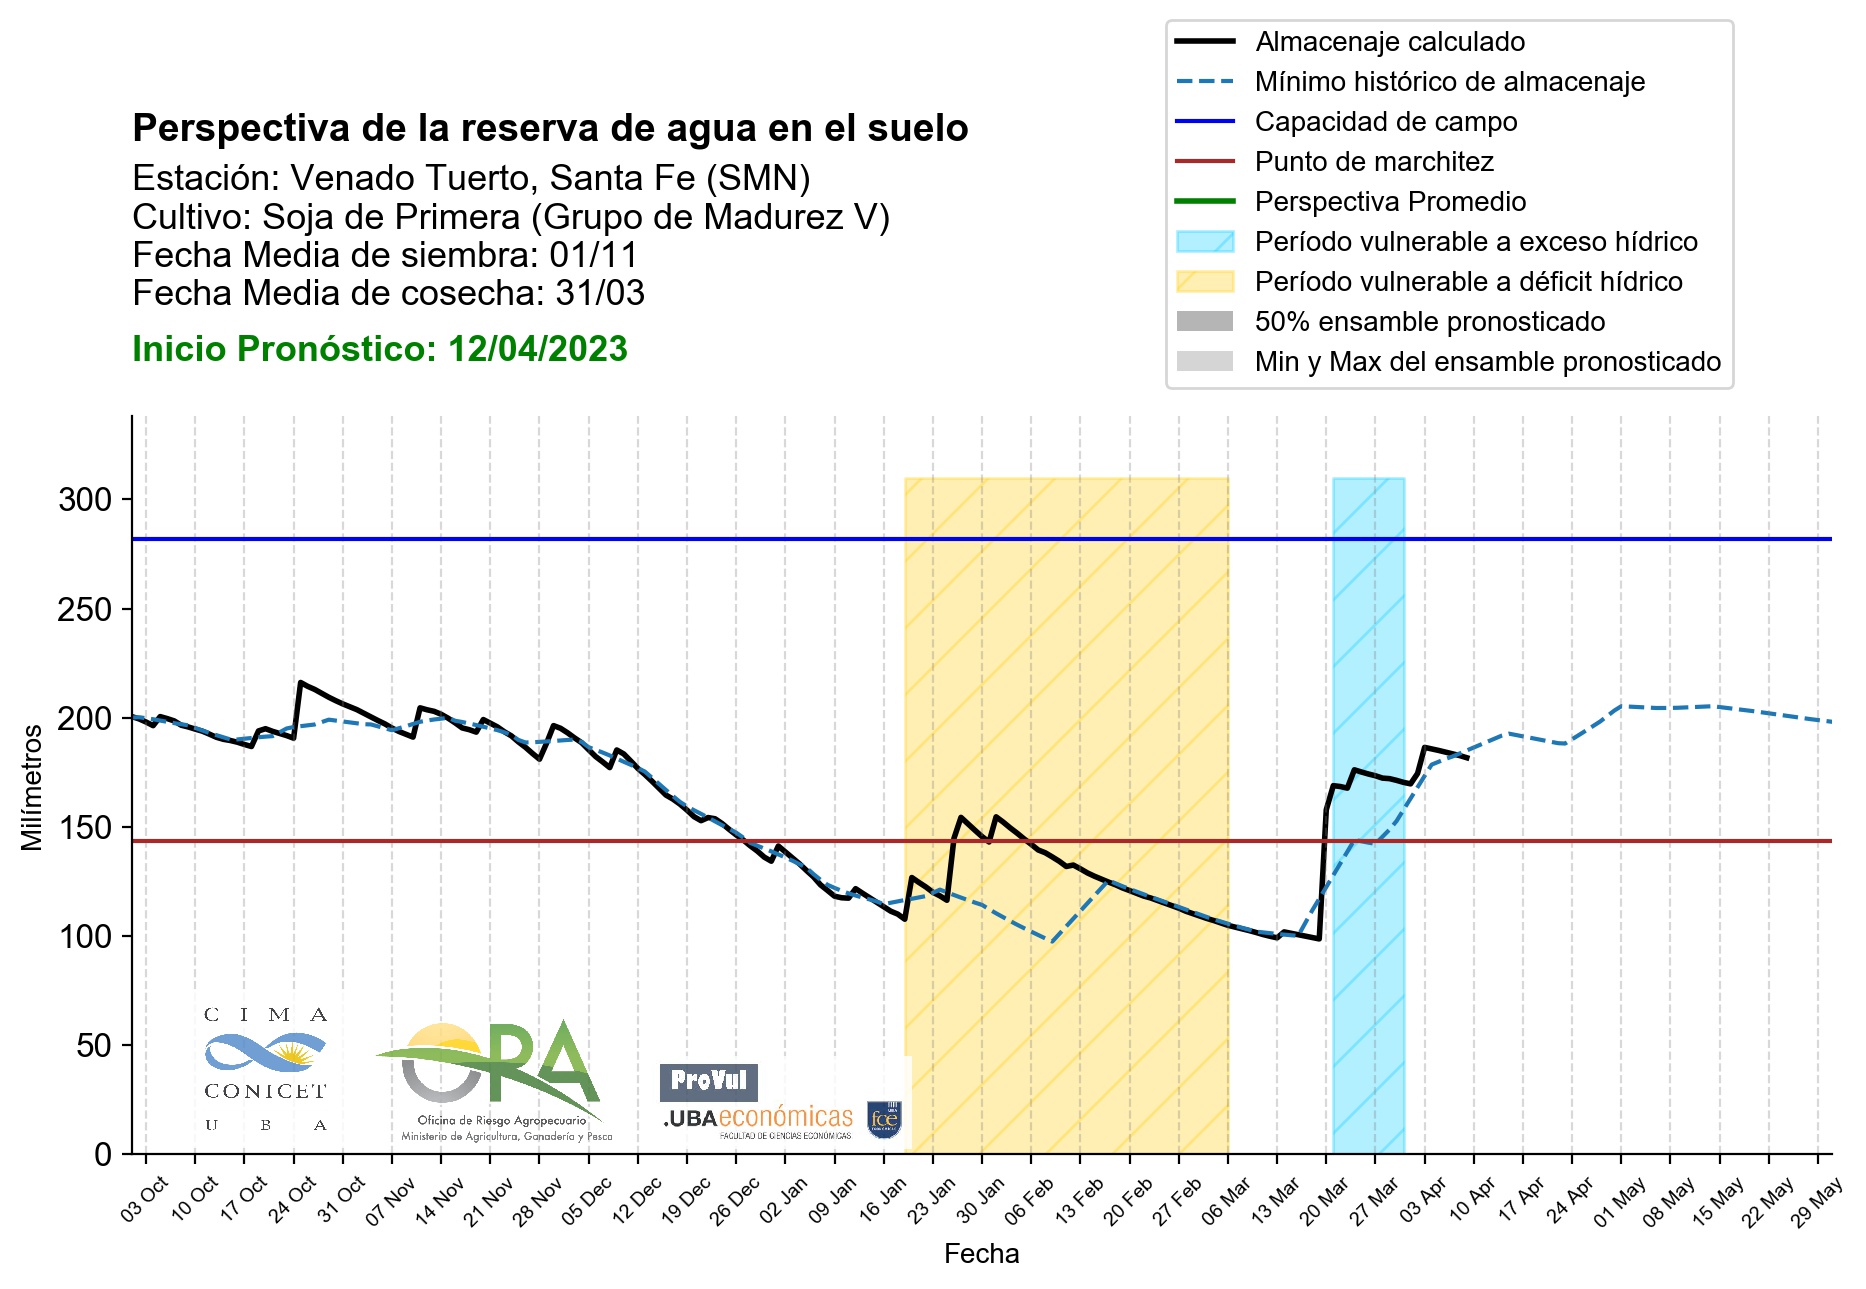 Almacenaje calculado
Mínimo histórico de almacenaje
Capacidad de campo
Punto de marchitez
Perspectiva Promedio
Período vulnerable a exceso hídrico
Período vulnerable a déficit hídrico
50% ensamble pronosticado
Min y Max del ensamble pronosticado
Perspectiva de la reserva de agua en el suelo
Estación: Venado Tuerto, Santa Fe (SMN)
Cultivo: Soja de Primera (Grupo de Madurez V)
Fecha Media de siembra: 01/11
Fecha Media de cosecha: 31/03
Inicio Pronóstico: 12/04/2023
Milímetros
300
250
200
150
100
50
0
CIMA
CONICET
UBA
ORA
Oficina de Riesgo Agropecuario
Ministerio de Agricultura, Ganadería y Pesca
ProVul
.UBAeconómicas
FACULTAD DE CIENCIAS ECONÓMICAS
UBA
fce
ECONÓMICAS
03 Oct
10 Oct
17 Oct
24 Oct
31 Oct
07 Nov
14 Nov
21 Nov
28 Nov
05 Dec
12 Dec
19 Dec
26 Dec
02 Jan
09 Jan
16 Jan
23 Jan
30 Jan
06 Feb
13 Feb
20 Feb
27 Feb
06 Mar
13 Mar
20 Mar
27 Mar
03 Apr
10 Apr
17 Apr
24 Apr
01 May
08 May
15 May
22 May
29 May
Fecha